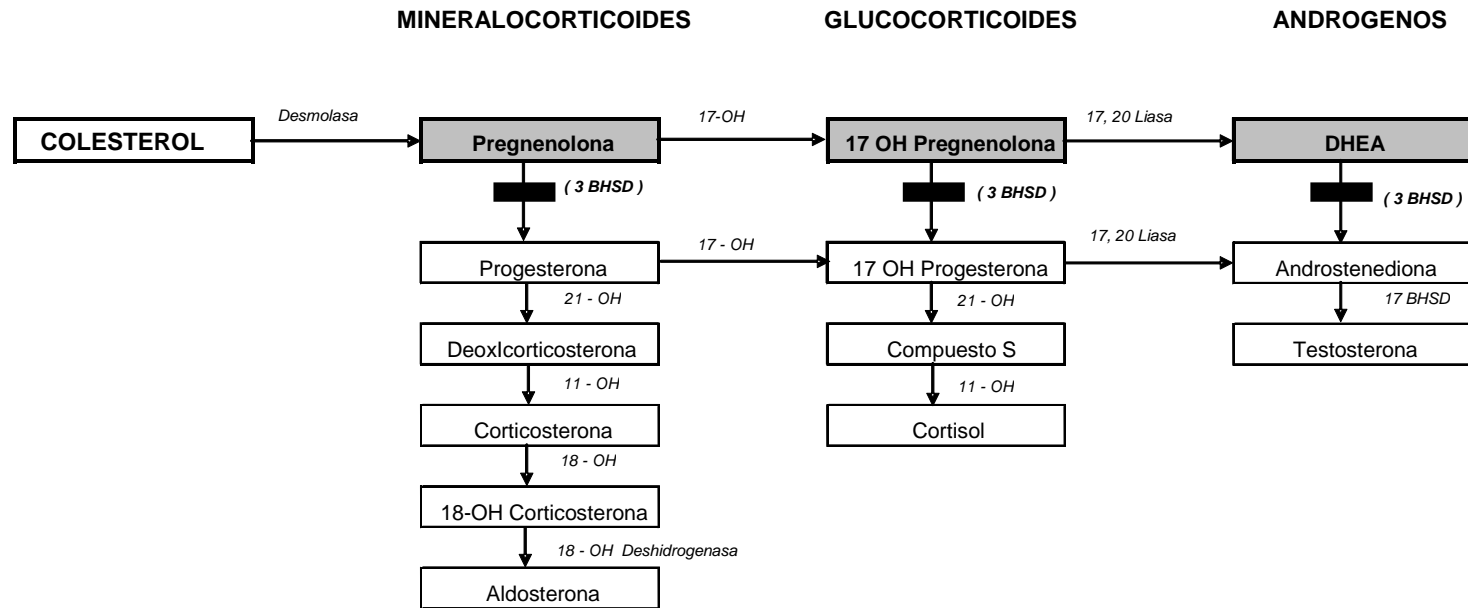 MINERALOCORTICOIDES GLUCOCORTICOIDES ANDROGENOS
Desmolasa 17-OH 17, 20 Liasa
COLESTEROL Pregnenolona 17 OH Pregnenolona DHEA
( 3 BHSD ) ( 3 BHSD ) ( 3 BHSD )
17 - OH 17, 20 Liasa
Progesterona 17 OH Progesterona Androstenediona
21 - OH 21 - OH 17 BHSD
DeoxIcorticosterona Compuesto S Testosterona
11 - OH 11 - OH
Corticosterona Cortisol
18 - OH
18-OH Corticosterona
18 - OH Deshidrogenasa
Aldosterona